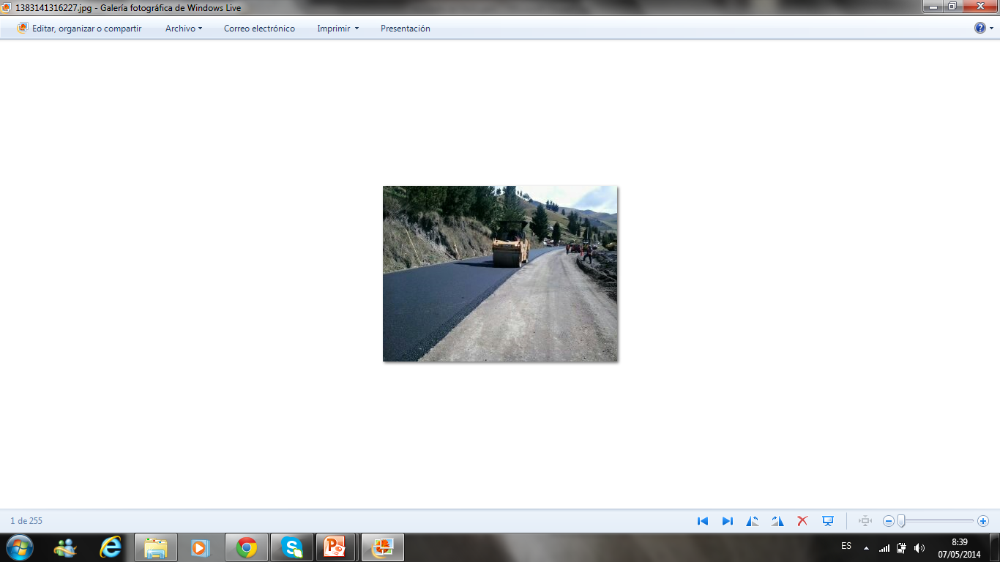 1383141316227.jpg - Galería fotográfica de Windows Live
Editar, organizar o compartir Archivo Correo electrónico Imprimir Presentación
1 de 255
ES 8:39
07/05/2014